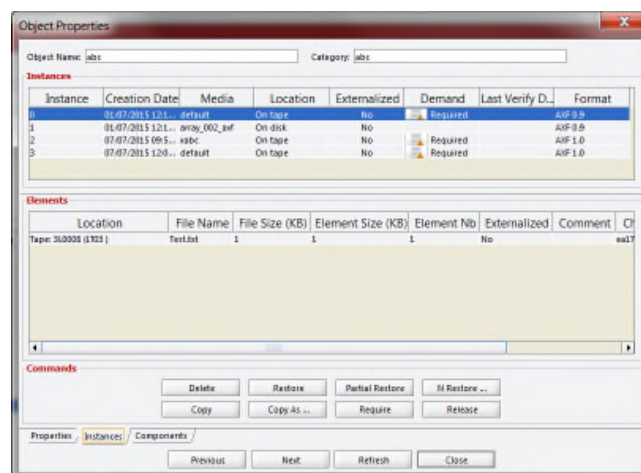 Object Properties
Object Name: abc Category: abc
Instances
Instance Creation Date Media Location Externalized Demand Last Verify D... Format
0 01/07/2015 12:1... default On tape No Required AXF 0.9
1 01/07/2015 12:1... array_002_axf On disk No AXF 0.9
2 07/07/2015 09:5... xabc On tape No Required AXF 1.0
3 07/07/2015 12:0... default On tape No Required AXF 1.0
Elements
Location File Name File Size (KB) Element Size (KB) Element Nb Externalized Comment Ch
Tape: (LTO3) Test.txt 1 1 1 No ea17
Commands
Delete Restore Partial Restore N Restore ...
Copy Copy As ... Require Release
Properties Instances Components
Previous Next Refresh Close